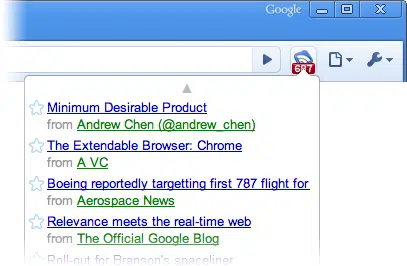 Google
687
Minimum Desirable Product
from Andrew Chen (@andrew_chen)
The Extendable Browser: Chrome
from A VC
Boeing reportedly targetting first 787 flight for
from Aerospace News
Relevance meets the real-time web
from The Official Google Blog
Roll-out for Branson's spaceliner